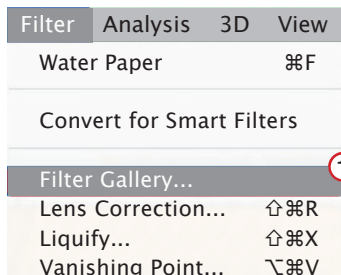 Filter Analysis 3D View
Water Paper ⌘F
Convert for Smart Filters
Filter Gallery...
Lens Correction... ⇧⌘R
Liquify... ⇧⌘X
Vanishing Point... ⌥⌘V